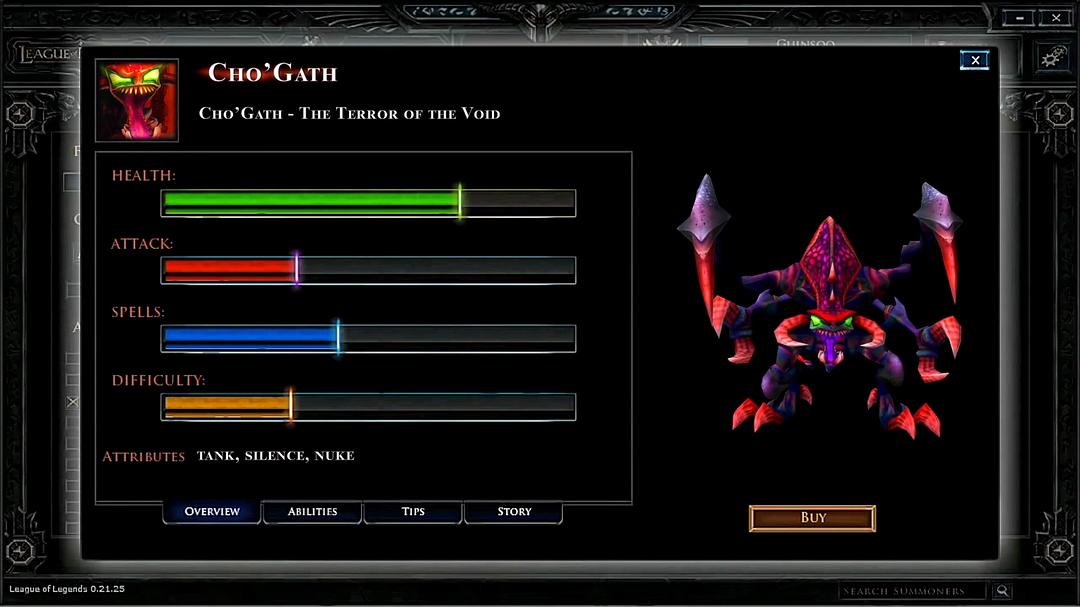 League
Guinsoo
Cho'Gath
Cho'Gath - The Terror of the Void
HEALTH:
ATTACK:
SPELLS:
DIFFICULTY:
ATTRIBUTES TANK, SILENCE, NUKE
OVERVIEW ABILITIES TIPS STORY
BUY
League of Legends 0.21.25
SEARCH SUMMONERS